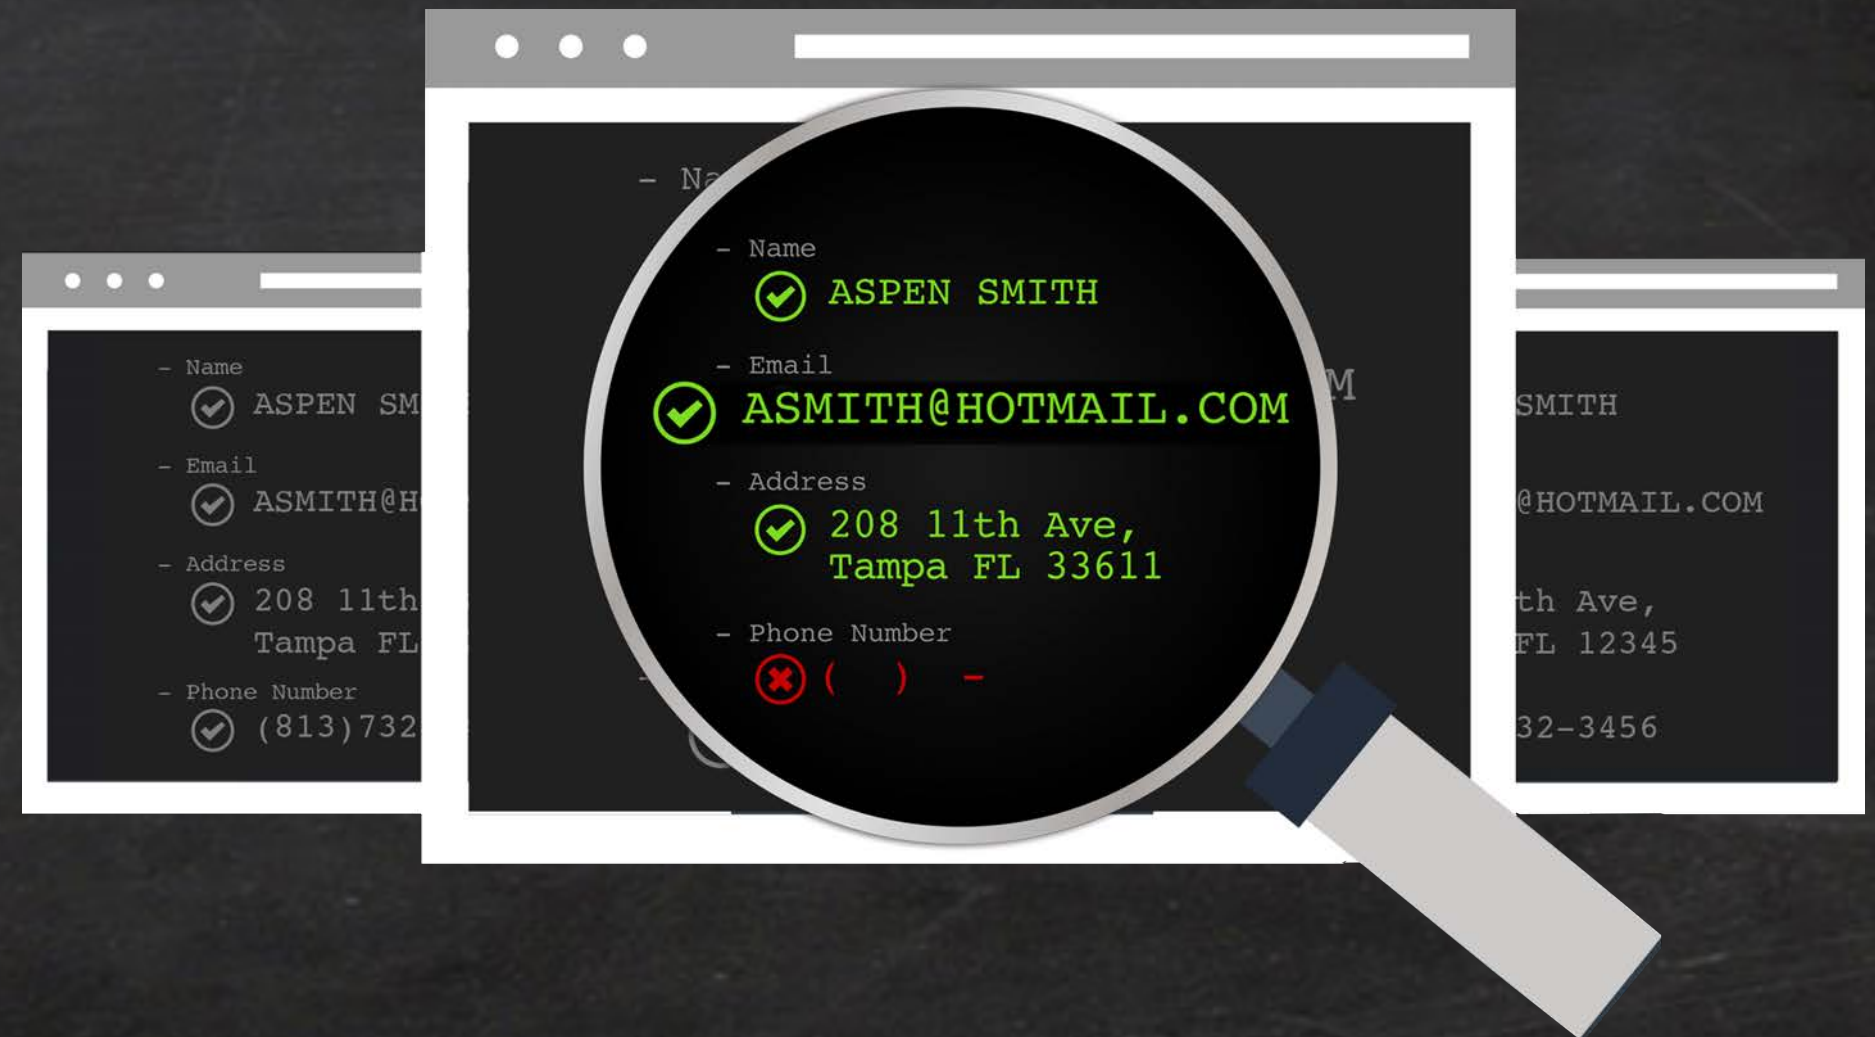 - Name
ASPEN SM
- Email
ASMITH@H
- Address
208 11th
Tampa FL
- Phone Number
(813)732
- Na
- Name
ASPEN SMITH
- Email
ASMITH@HOTMAIL.COM
M
- Address
208 11th Ave,
Tampa FL 33611
- Phone Number
( ) -
SMITH
@HOTMAIL.COM
th Ave,
FL 12345
32-3456